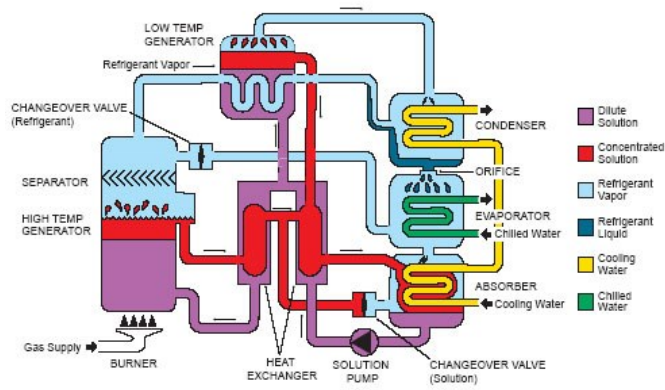 LOW TEMP
GENERATOR
Refrigerant Vapor
CHANGEOVER VALVE
(Refrigerant)
SEPARATOR
HIGH TEMP
GENERATOR
Gas Supply
BURNER
HEAT
EXCHANGER
SOLUTION
PUMP
CHANGEOVER VALVE
(Solution)
CONDENSER
ORIFICE
EVAPORATOR
Chilled Water
ABSORBER
Cooling Water
Dilute
Solution
Concentrated
Solution
Refrigerant
Vapor
Refrigerant
Liquid
Cooling
Water
Chilled
Water